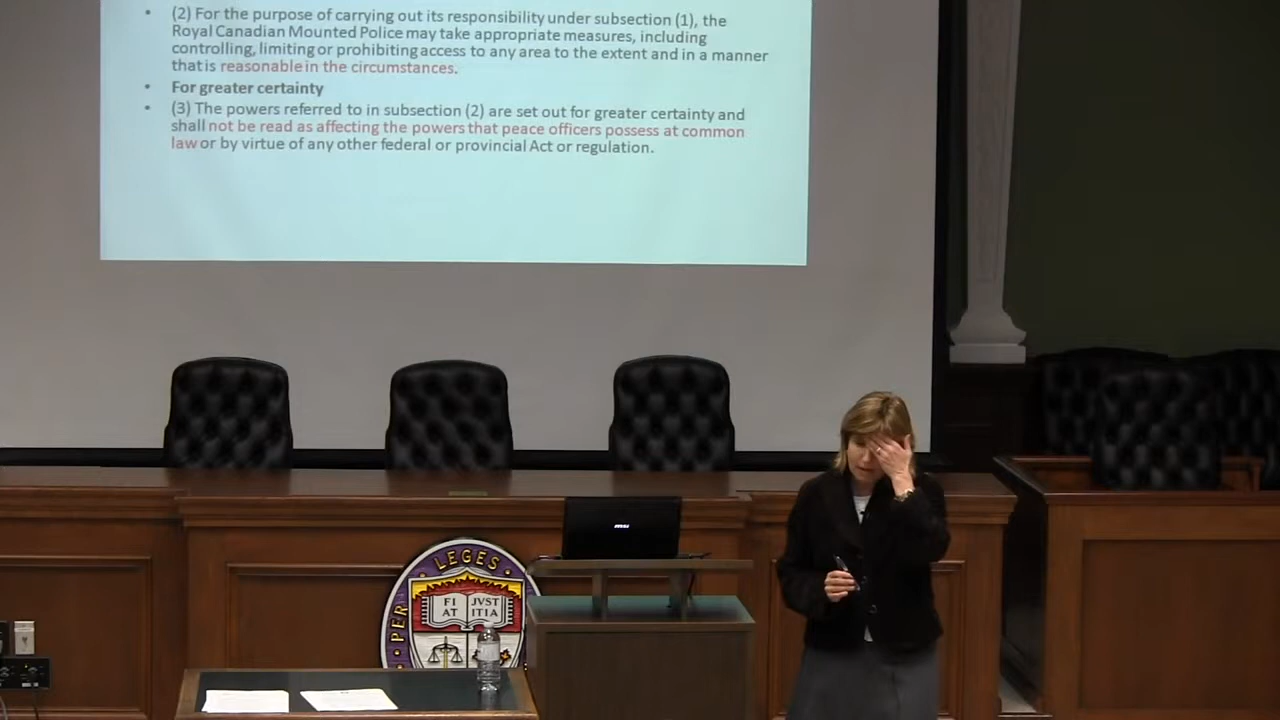 • (2) For the purpose of carrying out its responsibility under subsection (1), the
Royal Canadian Mounted Police may take appropriate measures, including
controlling, limiting or prohibiting access to any area to the extent and in a manner
that is reasonable in the circumstances.
• For greater certainty
• (3) The powers referred to in subsection (2) are set out for greater certainty and
shall not be read as affecting the powers that peace officers possess at common
law or by virtue of any other federal or provincial Act or regulation.
msi
PER LEGES
FI JVST
AT ITIA